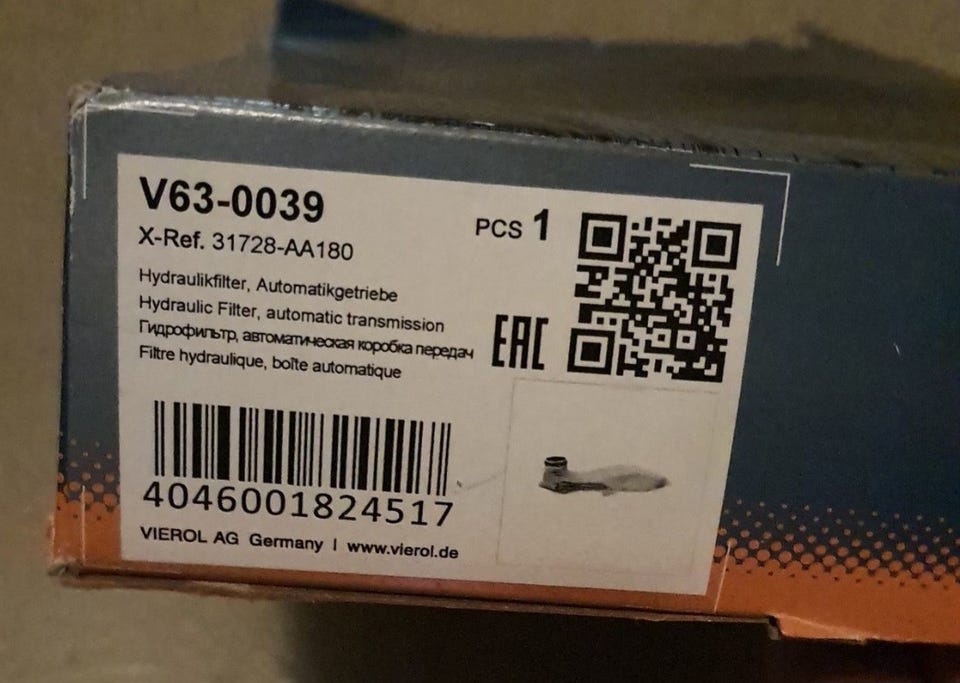 V63-0039
PCS 1
X-Ref. 31728-AA180
Hydraulikfilter, Automatikgetriebe
Hydraulic Filter, automatic transmission
Гидрофильтр, автоматическая коробка передач
Filtre hydraulique, boîte automatique
EAC
4046001824517
VIEROL AG Germany | www.vierol.de